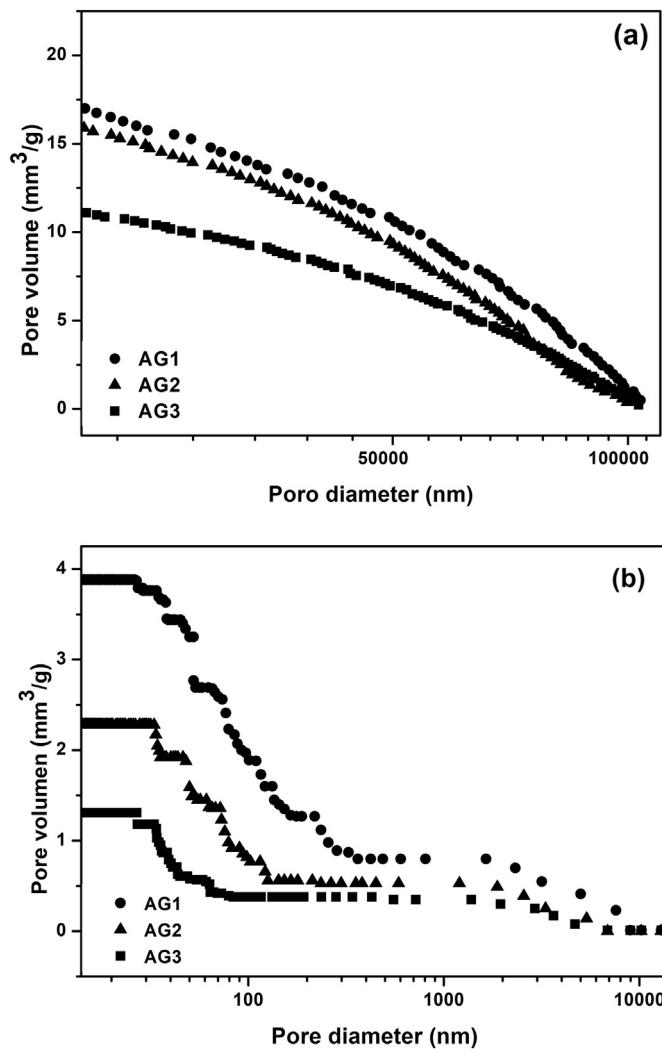 (a)
20
15
10
5
0
Pore volume (mm³/g)
AG1
AG2
AG3
50000
100000
Poro diameter (nm)
(b)
4
3
2
1
0
Pore volumen (mm³/g)
AG1
AG2
AG3
100
1000
10000
Pore diameter (nm)